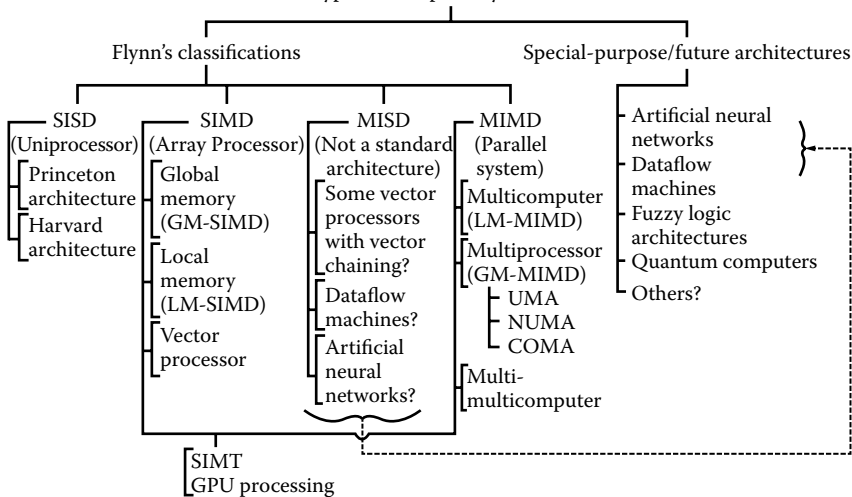 Flynn's classifications
Special-purpose/future architectures
SISD
(Uniprocessor)
Princeton
architecture
Harvard
architecture
SIMD
(Array Processor)
Global
memory
(GM-SIMD)
Local
memory
(LM-SIMD)
Vector
processor
MISD
(Not a standard
architecture)
Some vector
processors
with vector
chaining?
Dataflow
machines?
Artificial
neural
networks?
MIMD
(Parallel
system)
Multicomputer
(LM-MIMD)
Multiprocessor
(GM-MIMD)
UMA
NUMA
COMA
Multi-
multicomputer
SIMT
GPU processing
Artificial neural
networks
Dataflow
machines
Fuzzy logic
architectures
Quantum computers
Others?